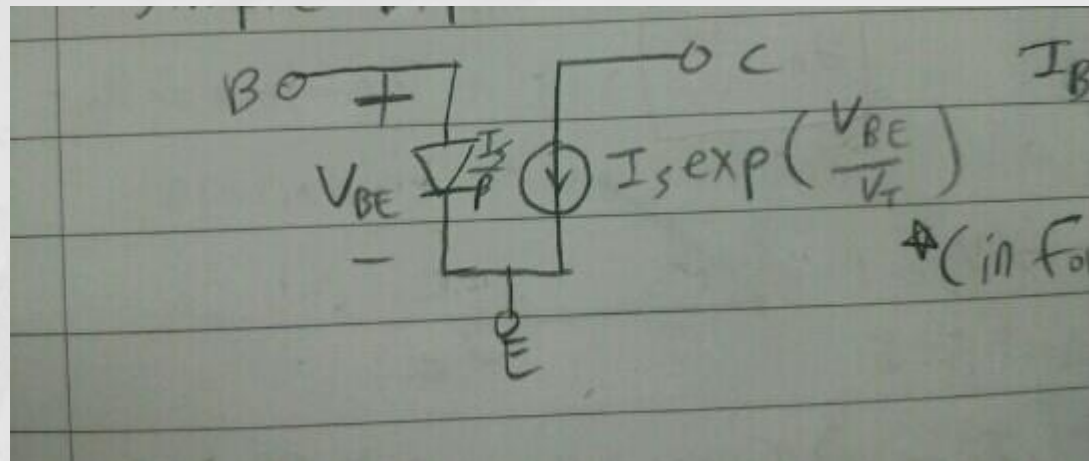 B + C I_B
V_BE I_s/β I_s exp(V_BE/V_T)
− *(in fo
E